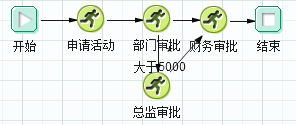 开始
申请活动
部门审批
财务审批
结束
大于5000
总监审批